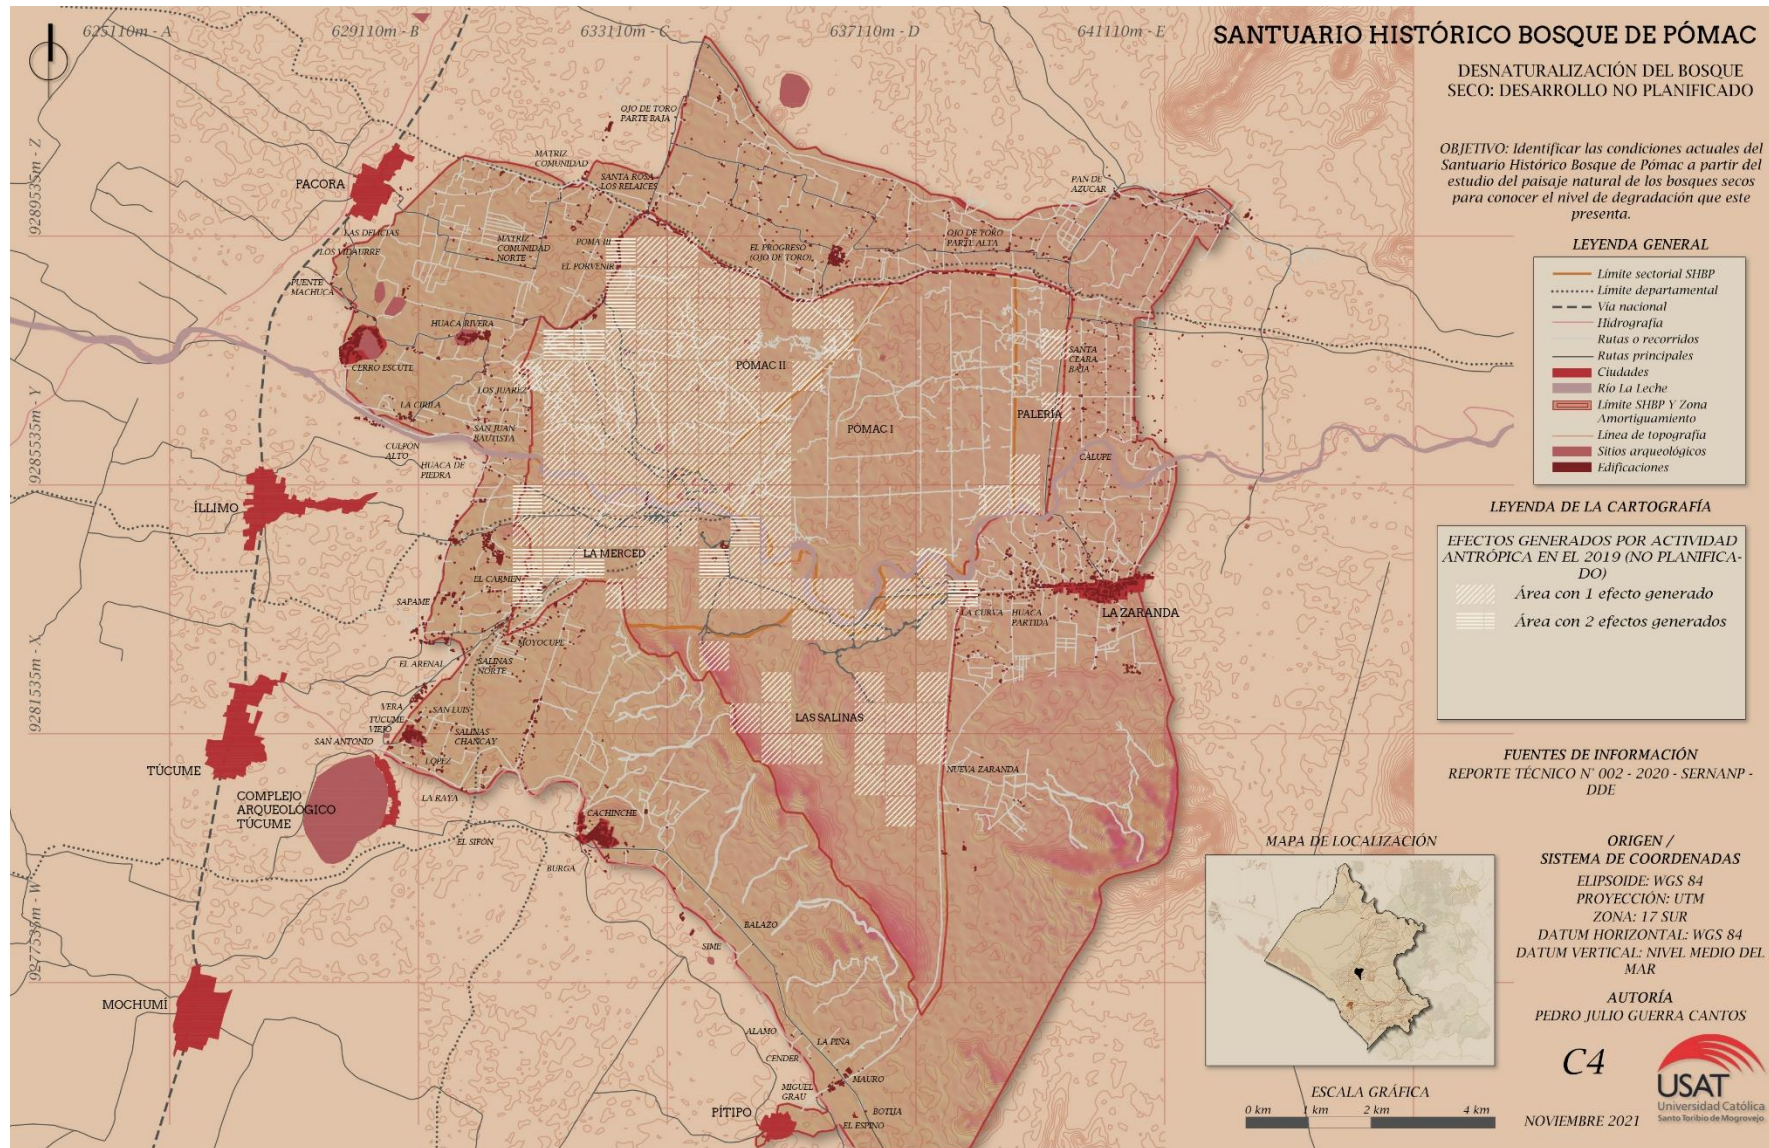 625110m - A
629110m - B
633110m - C
637110m - D
641110m - E
9289535m - Z
9285535m - Y
9281535m - X
9277535m - W
SANTUARIO HISTÓRICO BOSQUE DE PÓMAC
DESNATURALIZACIÓN DEL BOSQUE
SECO: DESARROLLO NO PLANIFICADO
OBJETIVO: Identificar las condiciones actuales del
Santuario Histórico Bosque de Pómac a partir del
estudio del paisaje natural de los bosques secos
para conocer el nivel de degradación que este
presenta.
LEYENDA GENERAL
Límite sectorial SHBP
Límite departamental
Vía nacional
Hidrografía
Rutas o recorridos
Rutas principales
Ciudades
Río La Leche
Límite SHBP Y Zona
Amortiguamiento
Línea de topografía
Sitios arqueológicos
Edificaciones
LEYENDA DE LA CARTOGRAFÍA
EFECTOS GENERADOS POR ACTIVIDAD
ANTRÓPICA EN EL 2019 (NO PLANIFICA-
DO)
Área con 1 efecto generado
Área con 2 efectos generados
FUENTES DE INFORMACIÓN
REPORTE TÉCNICO N° 002 - 2020 - SERNANP -
DDE
MAPA DE LOCALIZACIÓN
ORIGEN /
SISTEMA DE COORDENADAS
ELIPSOIDE: WGS 84
PROYECCIÓN: UTM
ZONA: 17 SUR
DATUM HORIZONTAL: WGS 84
DATUM VERTICAL: NIVEL MEDIO DEL
MAR
AUTORÍA
PEDRO JULIO GUERRA CANTOS
C4
NOVIEMBRE 2021
USAT
Universidad Católica
Santo Toribio de Mogrovejo
ESCALA GRÁFICA
0 km 1 km 2 km 4 km
OJO DE TORO
PARTE BAJA
MATRIZ
COMUNIDAD
SANTA ROSA
LOS RELAICES
PACORA
PAN DE
AZUCAR
LAS DELICIAS
LOS VIDAURRE
MATRIZ
COMUNIDAD
NORTE
POMA III
EL PORVENIR
EL PROGRESO
(OJO DE TORO)
OJO DE TORO
PARTE ALTA
PUENTE
MACHUCA
HUACA RIVERA
CERRO ESCUTE
PÓMAC II
SANTA
CLARA
BAJA
LOS JUAREZ
LA CIRILA
SAN JUAN
BAUTISTA
PÓMAC I
PALERÍA
CULPON
ALTO
HUACA DE
PIEDRA
CALUPE
ÍLLIMO
LA MERCED
EL CARMEN
SAPAME
LA CURVA
HUACA
PARTIDA
LA ZARANDA
MOYOCUPE
EL ARENAL
SALINAS
NORTE
VERA
TÚCUME
VIEJO
SAN LUIS
SALINAS
CHANCAY
SAN ANTONIO
LAS SALINAS
LOPEZ
TÚCUME
NUEVA ZARANDA
LA RAYA
COMPLEJO
ARQUEOLÓGICO
TÚCUME
CACHINCHE
EL SIFÓN
BURGA
BALAZO
SIME
MOCHUMÍ
ALAMO
LA PIÑA
CENDER
MAURO
MIGUEL
GRAU
PÍTIPO
BOTIJA
EL ESPINO